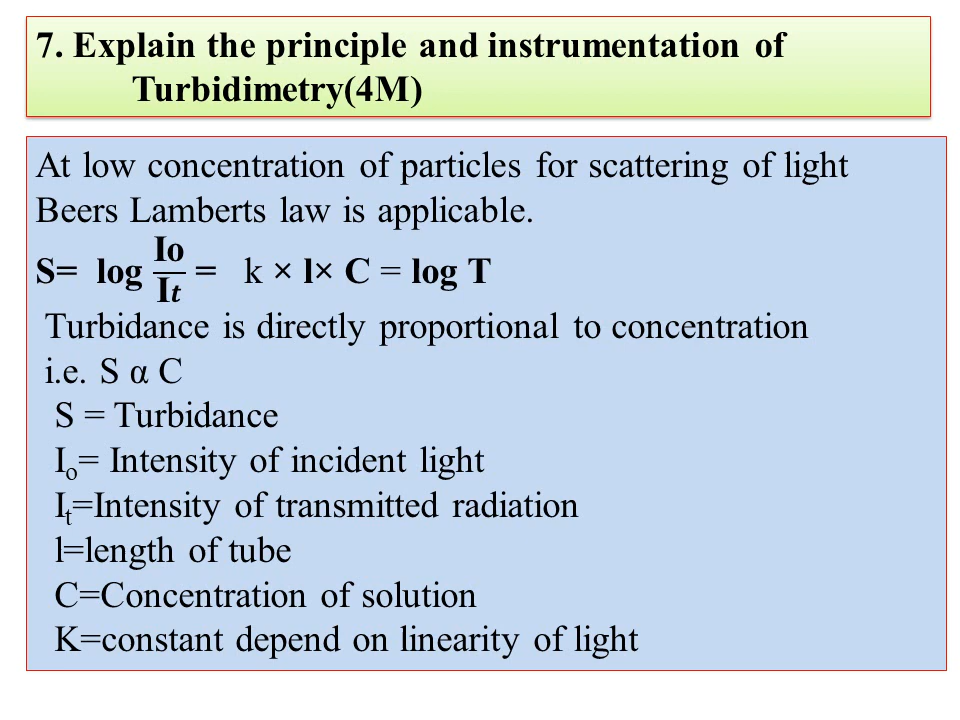 7. Explain the principle and instrumentation of
Turbidimetry(4M)
At low concentration of particles for scattering of light
Beers Lamberts law is applicable.
S= log Io/It = k × l× C = log T
Turbidance is directly proportional to concentration
i.e. S α C
S = Turbidance
Io= Intensity of incident light
It=Intensity of transmitted radiation
l=length of tube
C=Concentration of solution
K=constant depend on linearity of light